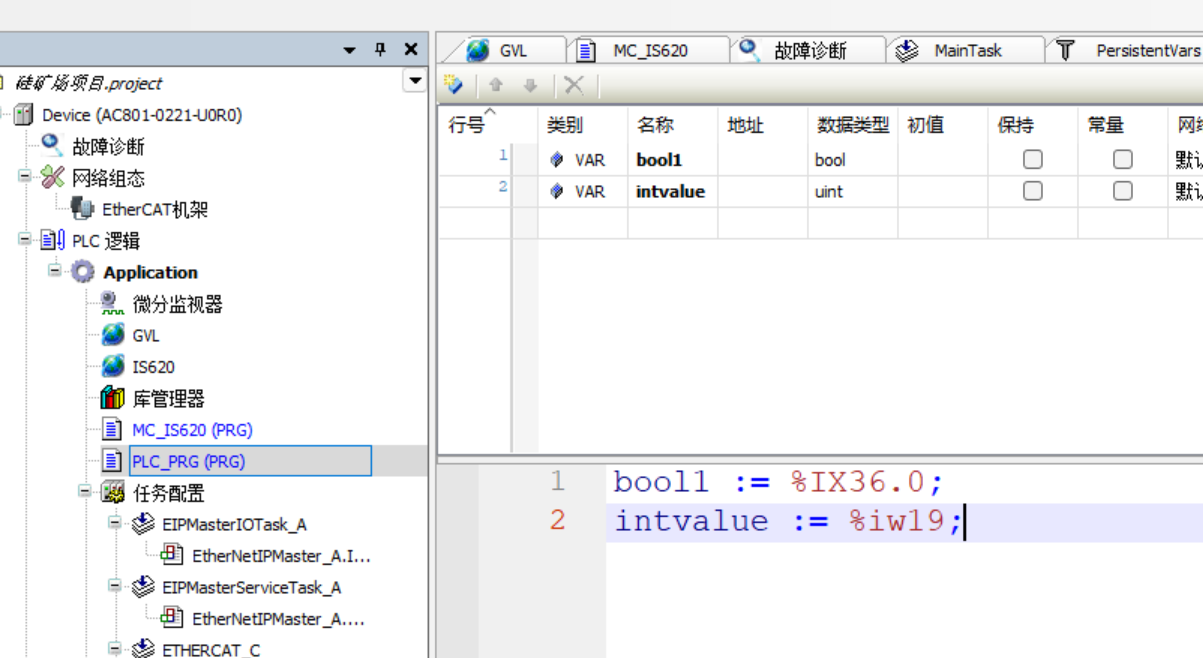 GVL MC_IS620 故障诊断 MainTask PersistentVars
硅矿场项目.project
Device (AC801-0221-U0R0)
故障诊断
网络组态
EtherCAT机架
PLC 逻辑
Application
微分监视器
GVL
IS620
库管理器
MC_IS620 (PRG)
PLC_PRG (PRG)
任务配置
EIPMasterIOTask_A
EtherNetIPMaster_A.I...
EIPMasterServiceTask_A
EtherNetIPMaster_A....
ETHERCAT_C
行号 类别 名称 地址 数据类型 初值 保持 常量
1 VAR bool1 bool
2 VAR intvalue uint
1 bool1 := %IX36.0;
2 intvalue := %iw19;